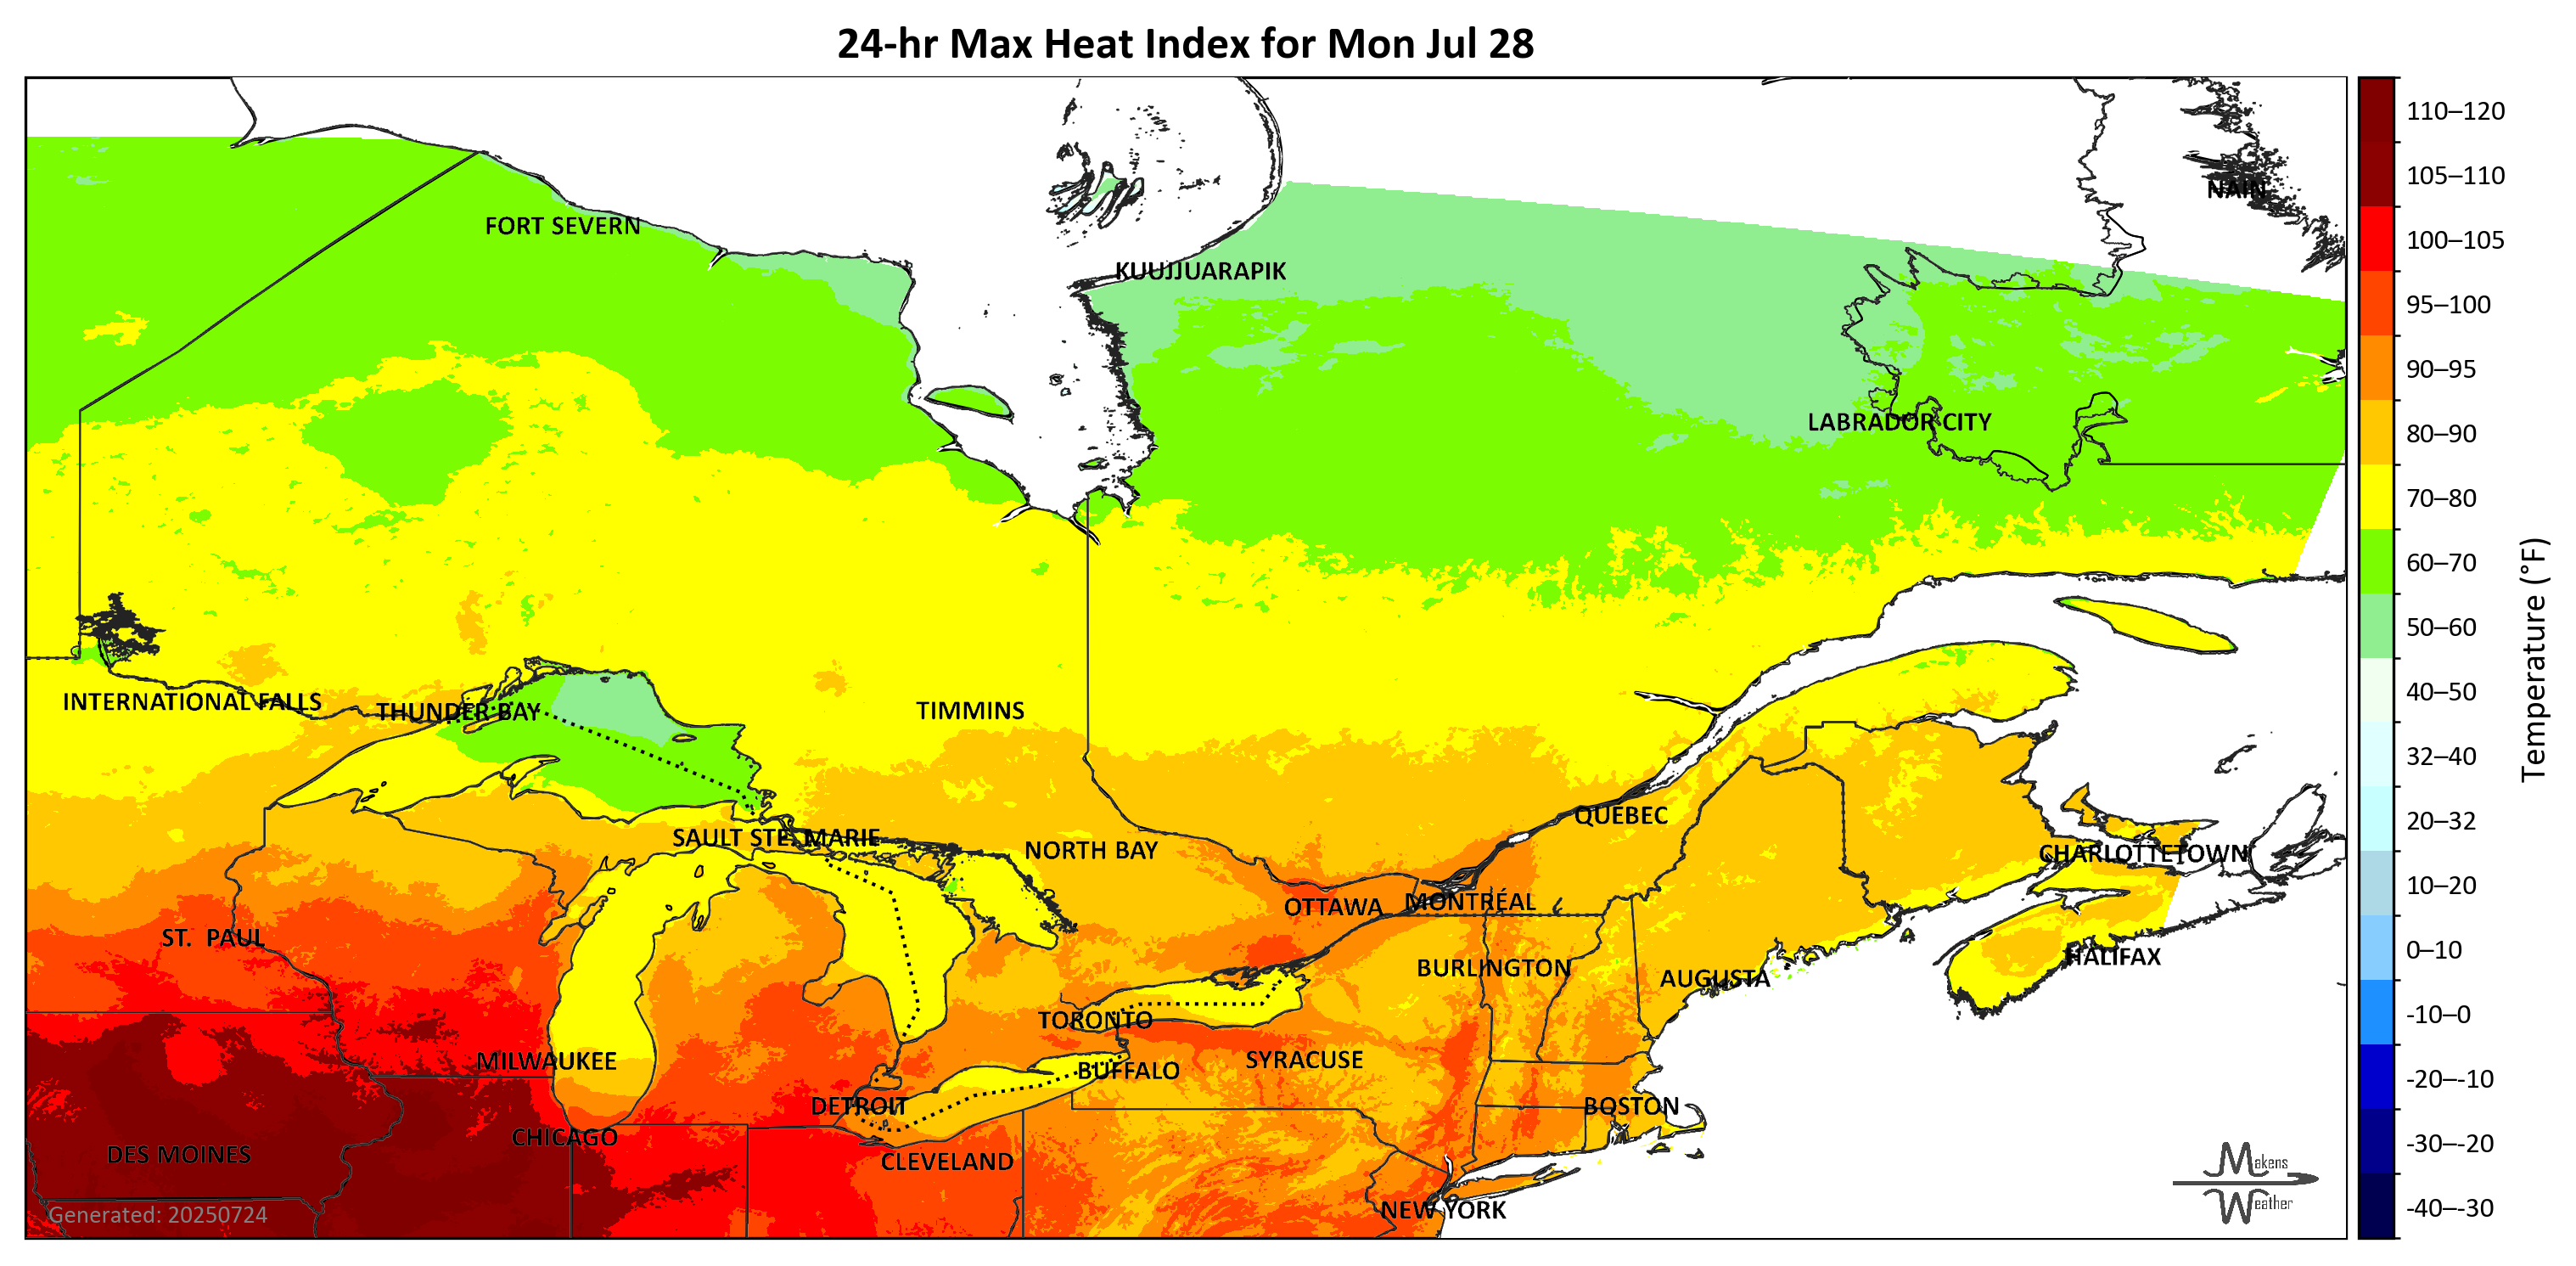 24-hr Max Heat Index for Mon Jul 28
NAIN
FORT SEVERN
KUUJJUARAPIK
LABRADOR CITY
INTERNATIONAL FALLS
THUNDER BAY
TIMMINS
QUÉBEC
SAULT STE. MARIE
NORTH BAY
CHARLOTTETOWN
OTTAWA
MONTRÉAL
ST. PAUL
HALIFAX
BURLINGTON
AUGUSTA
TORONTO
MILWAUKEE
SYRACUSE
BUFFALO
DETROIT
BOSTON
CHICAGO
DES MOINES
CLEVELAND
NEW YORK
Generated: 20250724
Makens
Weather
110–120
105–110
100–105
95–100
90–95
80–90
70–80
60–70
50–60
40–50
32–40
20–32
10–20
0–10
-10–0
-20–-10
-30–-20
-40–-30
Temperature (°F)